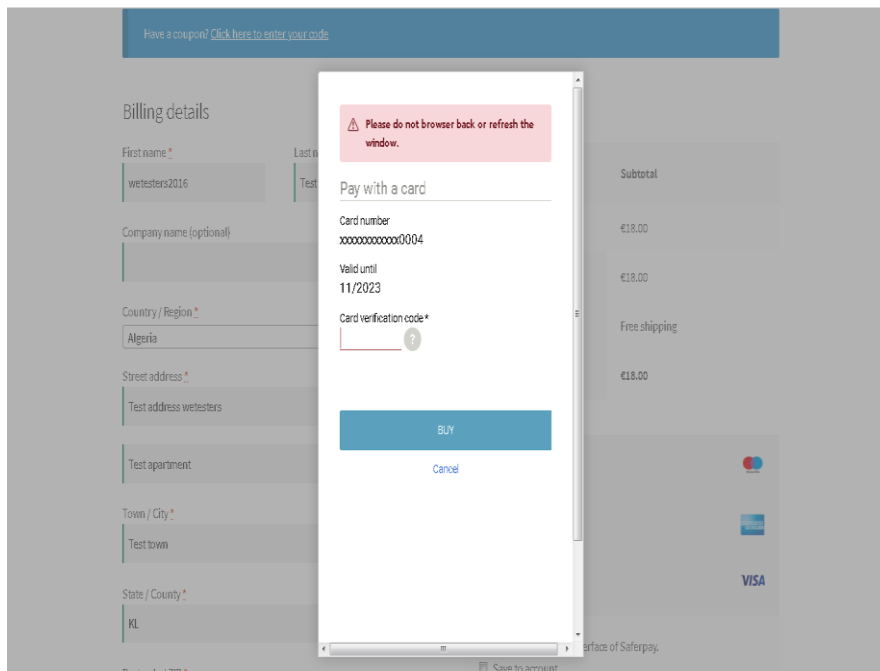 Have a coupon? Click here to enter your code
Billing details
First name *
Last n
wetesters2016
Test
Company name (optional)
Country / Region *
Algeria
Street address *
Test address wetesters
Test apartment
Town / City *
Test town
State / County *
KL
Please do not browser back or refresh the
window.
Pay with a card
Card number
xxxxxxxxxxxx0004
Valid until
11/2023
Card verification code *
?
BUY
Cancel
Subtotal
€18.00
€18.00
Free shipping
€18.00
VISA
erface of Saferpay.
Save to account